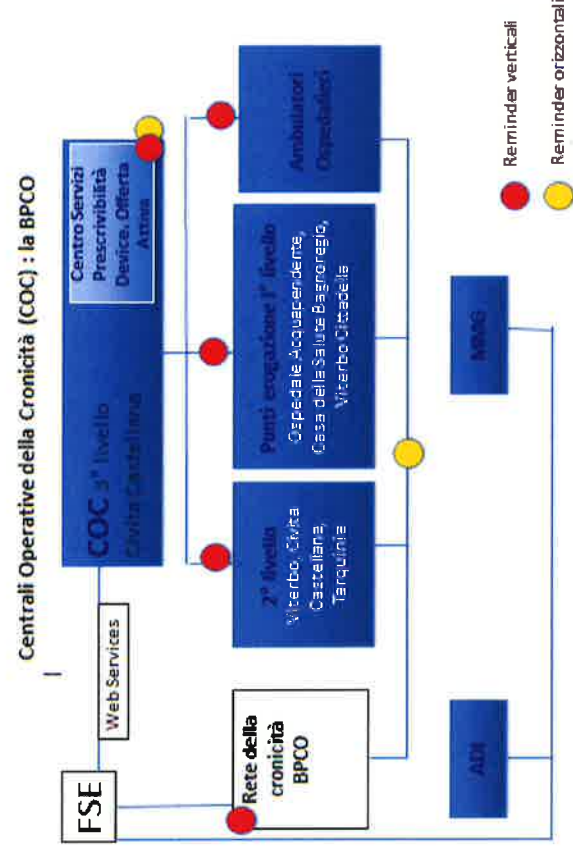 Centrali Operative della Cronicità (COC) : la BPCO
FSE
Web Services
COC 3° livello
Civita Castellana
Centro Servizi
Prescrivibilità
Device. Offerta
Attiva
Rete della
cronicità
BPCO
2° livello
Viterbo, Civita
Castellana,
Tarquinia
Punti erogazione I° livello
Ospedale Acquapendente,
Casa della Salute Bagnoregio,
Viterbo Cittadella
Ambulatori
Ospedalieri
ADI
MMG
Reminder verticali
Reminder orizzontali